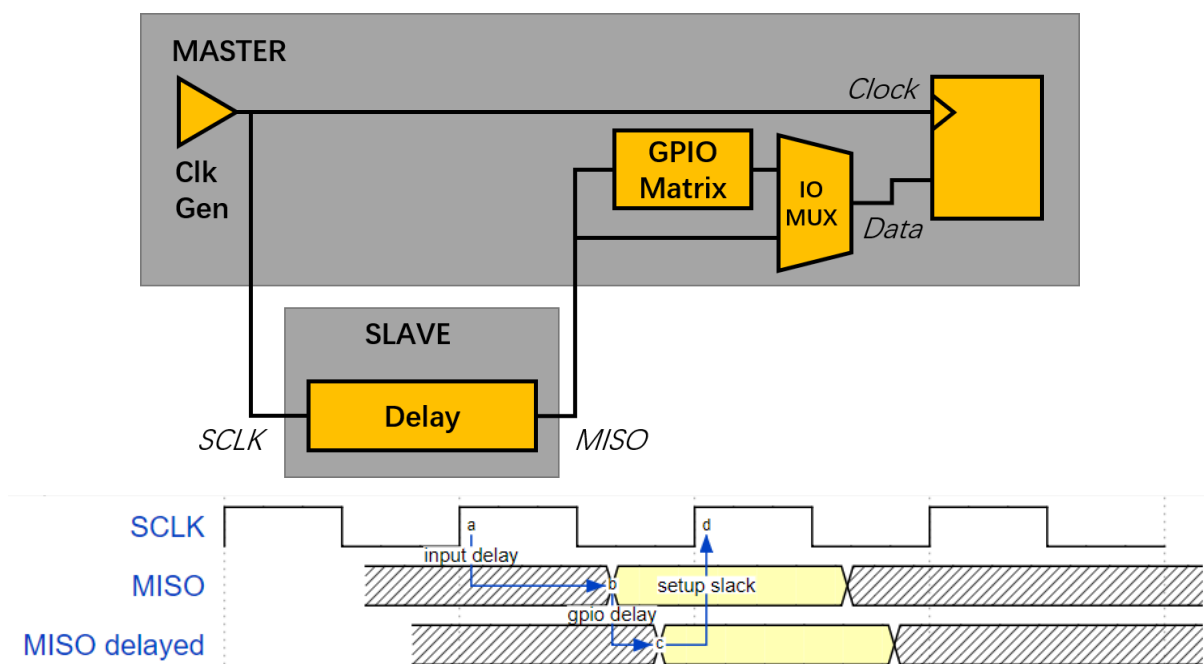 MASTER
Clk
Gen
Clock
GPIO
Matrix
IO
MUX
Data
SLAVE
Delay
SCLK
MISO
SCLK
a
d
input delay
MISO
b
setup slack
gpio delay
MISO delayed
c